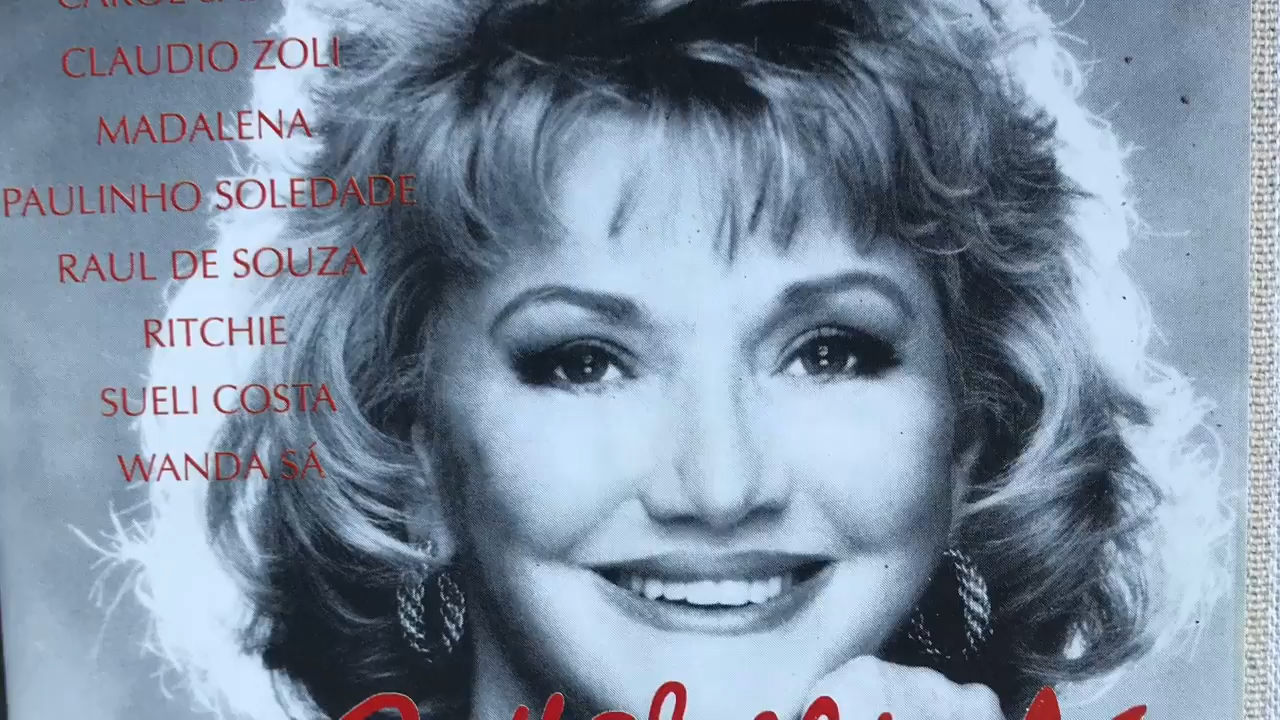 CLAUDIO ZOLI
MADALENA
PAULINHO SOLEDADE
RAUL DE SOUZA
RITCHIE
SUELI COSTA
WANDA SÁ